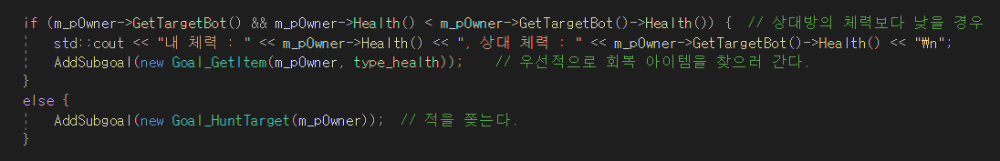 if (m_pOwner->GetTargetBot() && m_pOwner->Health() < m_pOwner->GetTargetBot()->Health()) { // 상대방의 체력보다 낮을 경우
std::cout << "내 체력 : " << m_pOwner->Health() << ", 상대 체력 : " << m_pOwner->GetTargetBot()->Health() << "₩n";
AddSubgoal(new Goal_GetItem(m_pOwner, type_health)); // 우선적으로 회복 아이템을 찾으러 간다.
}
else {
AddSubgoal(new Goal_HuntTarget(m_pOwner)); // 적을 쫒는다.
}